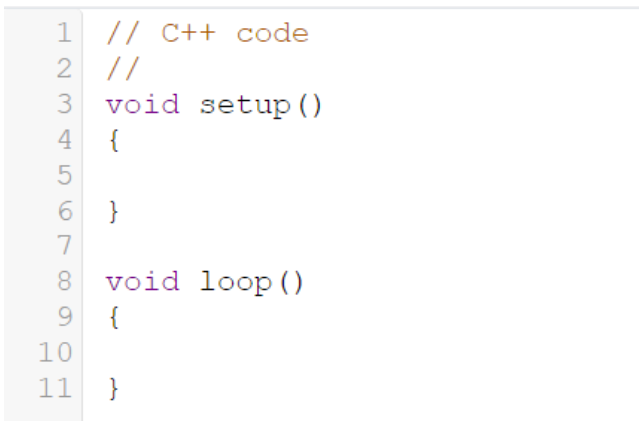 1 // C++ code
2 //
3 void setup()
4 {
5
6 }
7
8 void loop()
9 {
10
11 }